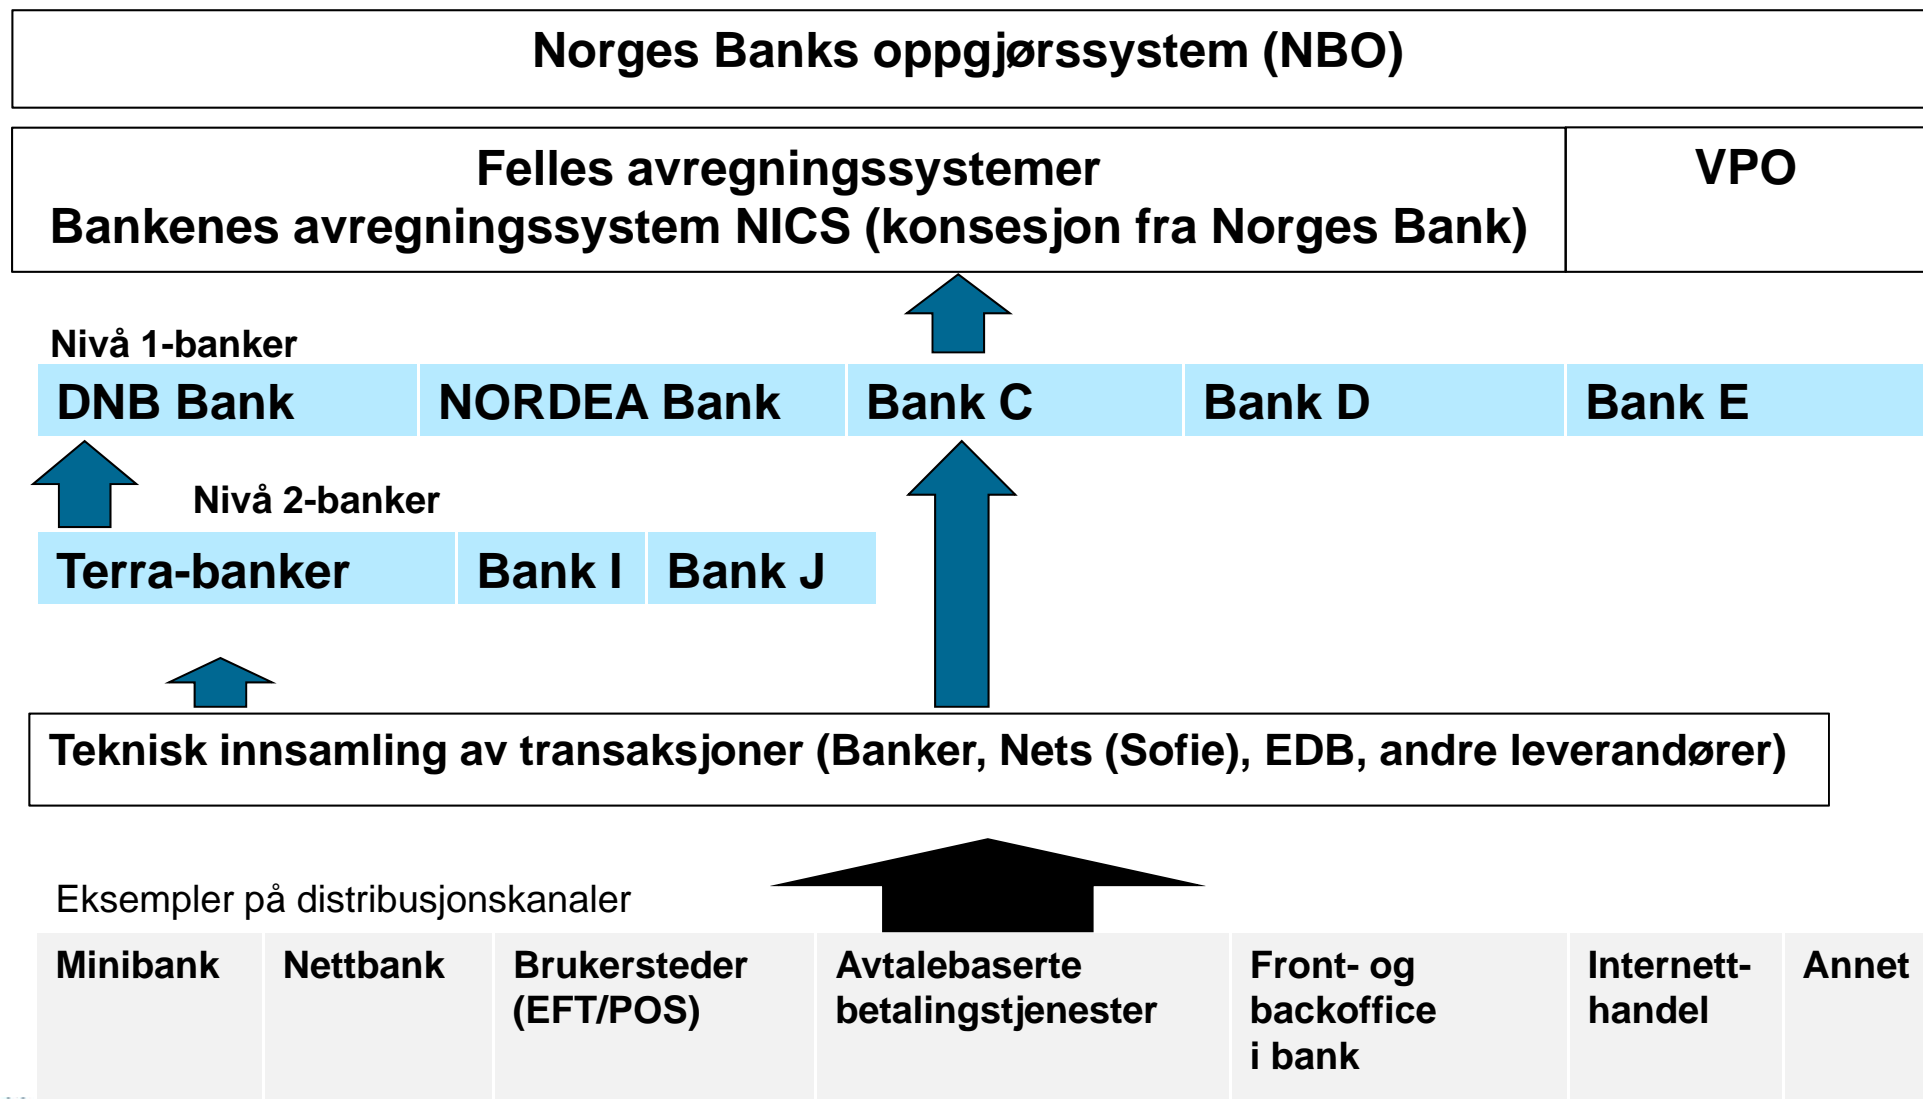 Norges Banks oppgjørssystem (NBO)
Felles avregningssystemer
Bankenes avregningssystem NICS (konsesjon fra Norges Bank)
VPO
Nivå 1-banker
DNB Bank
NORDEA Bank
Bank C
Bank D
Bank E
Nivå 2-banker
Terra-banker
Bank I
Bank J
Teknisk innsamling av transaksjoner (Banker, Nets (Sofie), EDB, andre leverandører)
Eksempler på distribusjonskanaler
Minibank
Nettbank
Brukersteder
(EFT/POS)
Avtalebaserte
betalingstjenester
Front- og
backoffice
i bank
Internett-
handel
Annet